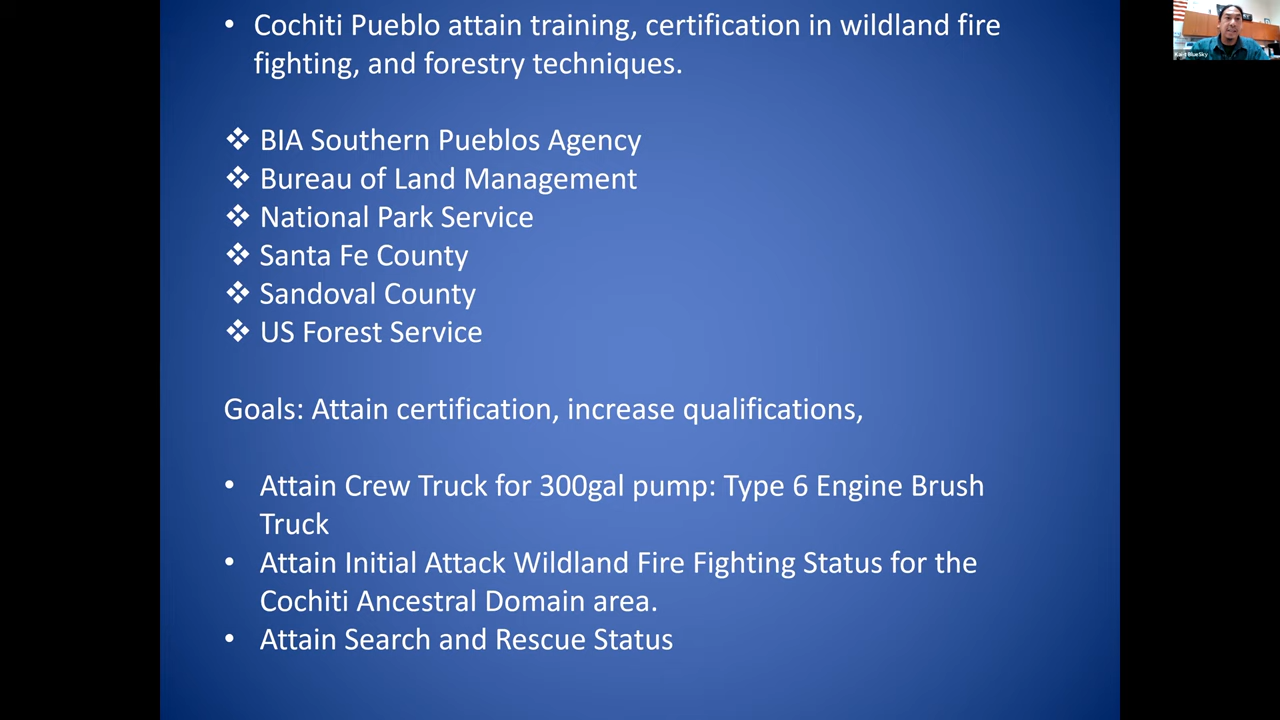 • Cochiti Pueblo attain training, certification in wildland fire
fighting, and forestry techniques.
❖ BIA Southern Pueblos Agency
❖ Bureau of Land Management
❖ National Park Service
❖ Santa Fe County
❖ Sandoval County
❖ US Forest Service
Goals: Attain certification, increase qualifications,
• Attain Crew Truck for 300gal pump: Type 6 Engine Brush
Truck
• Attain Initial Attack Wildland Fire Fighting Status for the
Cochiti Ancestral Domain area.
• Attain Search and Rescue Status